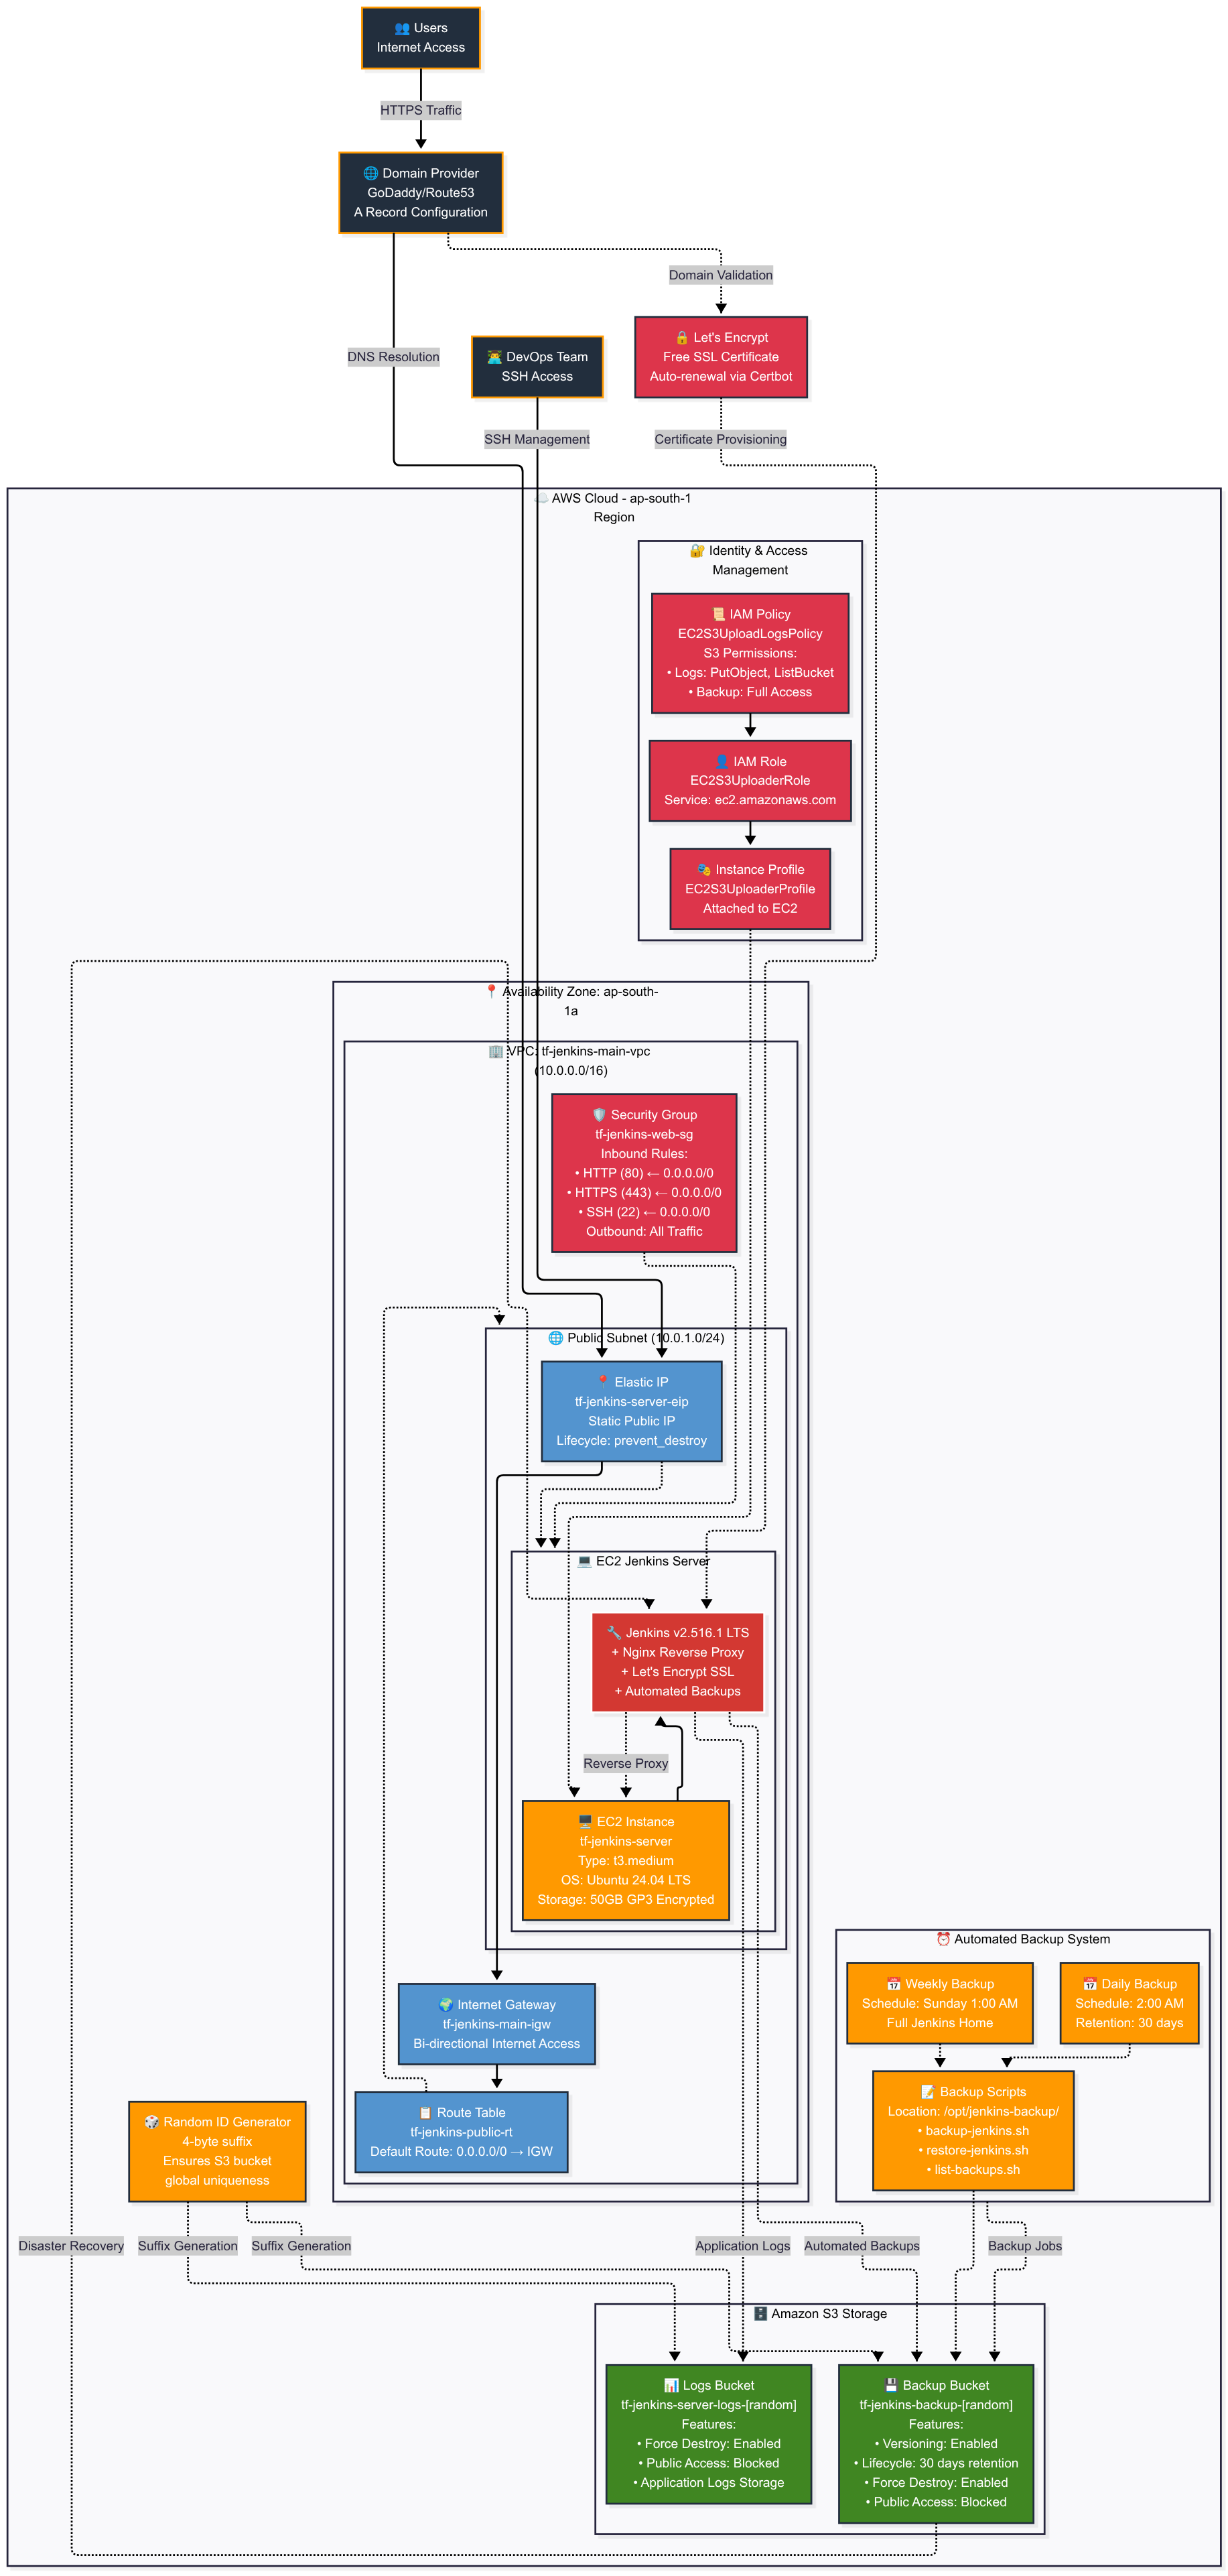 👥 Users
Internet Access
HTTPS Traffic
🌐 Domain Provider
GoDaddy/Route53
A Record Configuration
Domain Validation
🔒 Let's Encrypt
Free SSL Certificate
Auto-renewal via Certbot
DNS Resolution
👨‍💻 DevOps Team
SSH Access
SSH Management
Certificate Provisioning
☁️ AWS Cloud - ap-south-1
Region
🔐 Identity & Access
Management
📜 IAM Policy
EC2S3UploadLogsPolicy
S3 Permissions:
• Logs: PutObject, ListBucket
• Backup: Full Access
👤 IAM Role
EC2S3UploaderRole
Service: ec2.amazonaws.com
🎭 Instance Profile
EC2S3UploaderProfile
Attached to EC2
📍 Availability Zone: ap-south-
1a
🏢 VPC: tf-jenkins-main-vpc
(10.0.0.0/16)
🛡️ Security Group
tf-jenkins-web-sg
Inbound Rules:
• HTTP (80) ← 0.0.0.0/0
• HTTPS (443) ← 0.0.0.0/0
• SSH (22) ← 0.0.0.0/0
Outbound: All Traffic
🌐 Public Subnet (10.0.1.0/24)
📍 Elastic IP
tf-jenkins-server-eip
Static Public IP
Lifecycle: prevent_destroy
💻 EC2 Jenkins Server
🔧 Jenkins v2.516.1 LTS
+ Nginx Reverse Proxy
+ Let's Encrypt SSL
+ Automated Backups
Reverse Proxy
🖥️ EC2 Instance
tf-jenkins-server
Type: t3.medium
OS: Ubuntu 24.04 LTS
Storage: 50GB GP3 Encrypted
🌍 Internet Gateway
tf-jenkins-main-igw
Bi-directional Internet Access
📋 Route Table
tf-jenkins-public-rt
Default Route: 0.0.0.0/0 → IGW
⏰ Automated Backup System
📅 Weekly Backup
Schedule: Sunday 1:00 AM
Full Jenkins Home
📅 Daily Backup
Schedule: 2:00 AM
Retention: 30 days
📝 Backup Scripts
Location: /opt/jenkins-backup/
• backup-jenkins.sh
• restore-jenkins.sh
• list-backups.sh
🎲 Random ID Generator
4-byte suffix
Ensures S3 bucket
global uniqueness
Disaster Recovery
Suffix Generation
Suffix Generation
Application Logs
Automated Backups
Backup Jobs
🗄️ Amazon S3 Storage
📊 Logs Bucket
tf-jenkins-server-logs-[random]
Features:
• Force Destroy: Enabled
• Public Access: Blocked
• Application Logs Storage
💾 Backup Bucket
tf-jenkins-backup-[random]
Features:
• Versioning: Enabled
• Lifecycle: 30 days retention
• Force Destroy: Enabled
• Public Access: Blocked